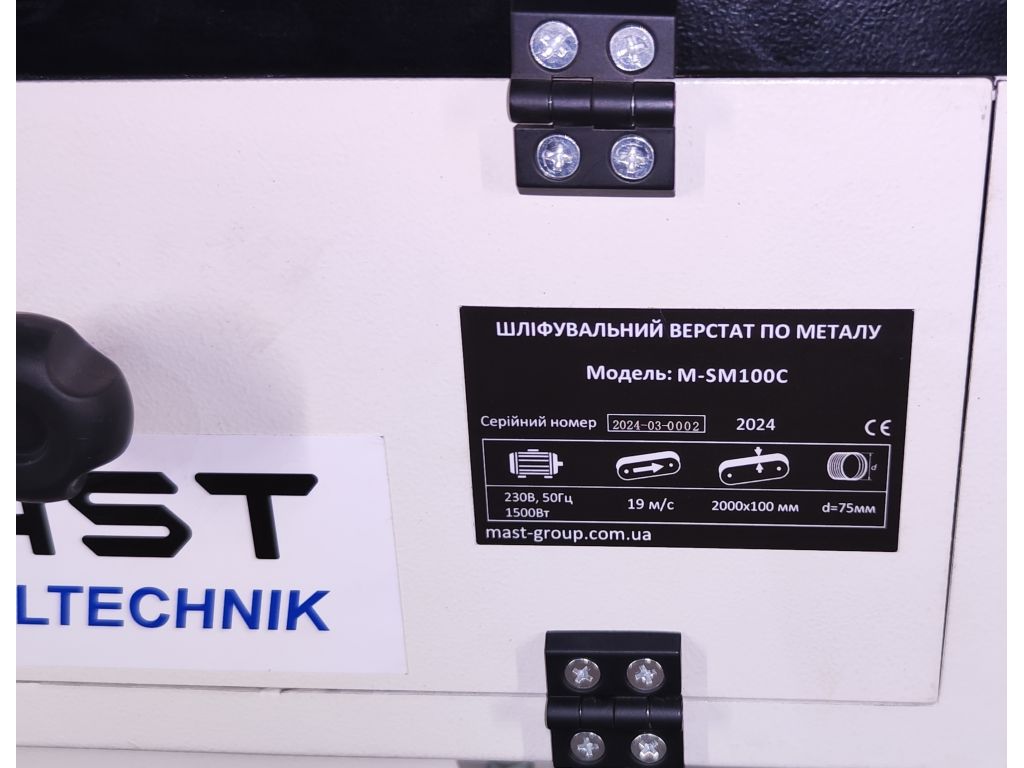 ШЛІФУВАЛЬНИЙ ВЕРСТАТ ПО МЕТАЛУ
Модель: M-SM100C
Серійний номер 2024-03-0002 2024 CE
d
230В, 50Гц 19 м/с 2000x100 мм d=75мм
1500Вт
mast-group.com.ua
AST
LTECHNIK